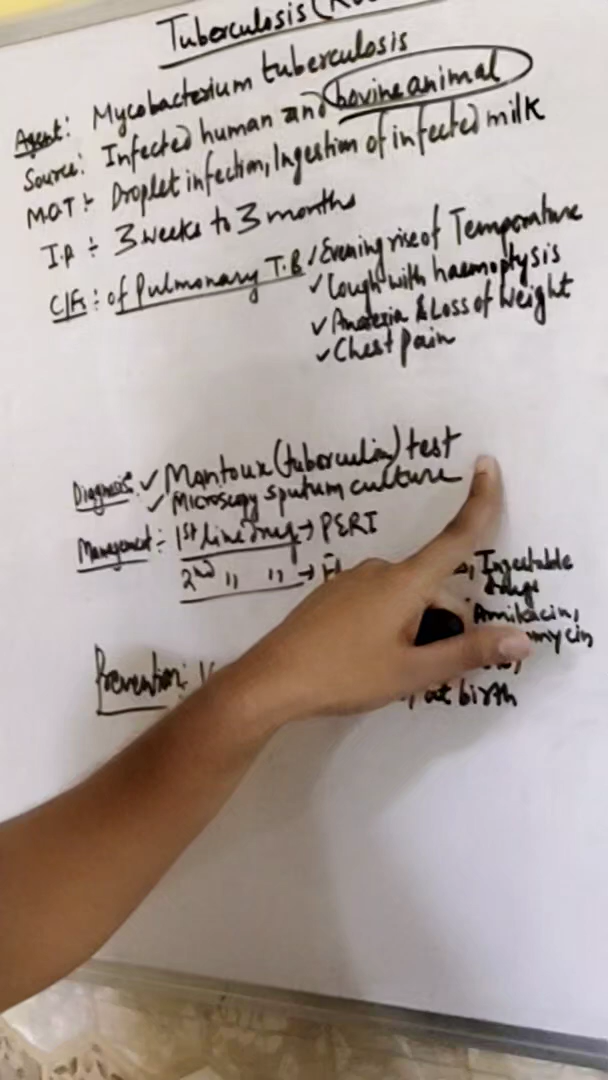 Tuberculosis
Agent: Mycobacterium tuberculosis
Source: Infected human and bovine animal
M.O.T :- Droplet infection, Ingestion of infected milk
I.P :- 3 weeks to 3 months
C/Fs : of Pulmonary T.B ✓ Evening rise of Temperature
✓ Cough with haemoptysis
✓ Anorexia & Loss of Weight
✓ Chest pain
Diagnosis: ✓ Mantoux (tuberculin) test
✓ Microscopy sputum culture
Management :- 1st line drug → PERI
2nd " " → Injectable
drugs
Amikacin,
mycin
Prevention: at birth